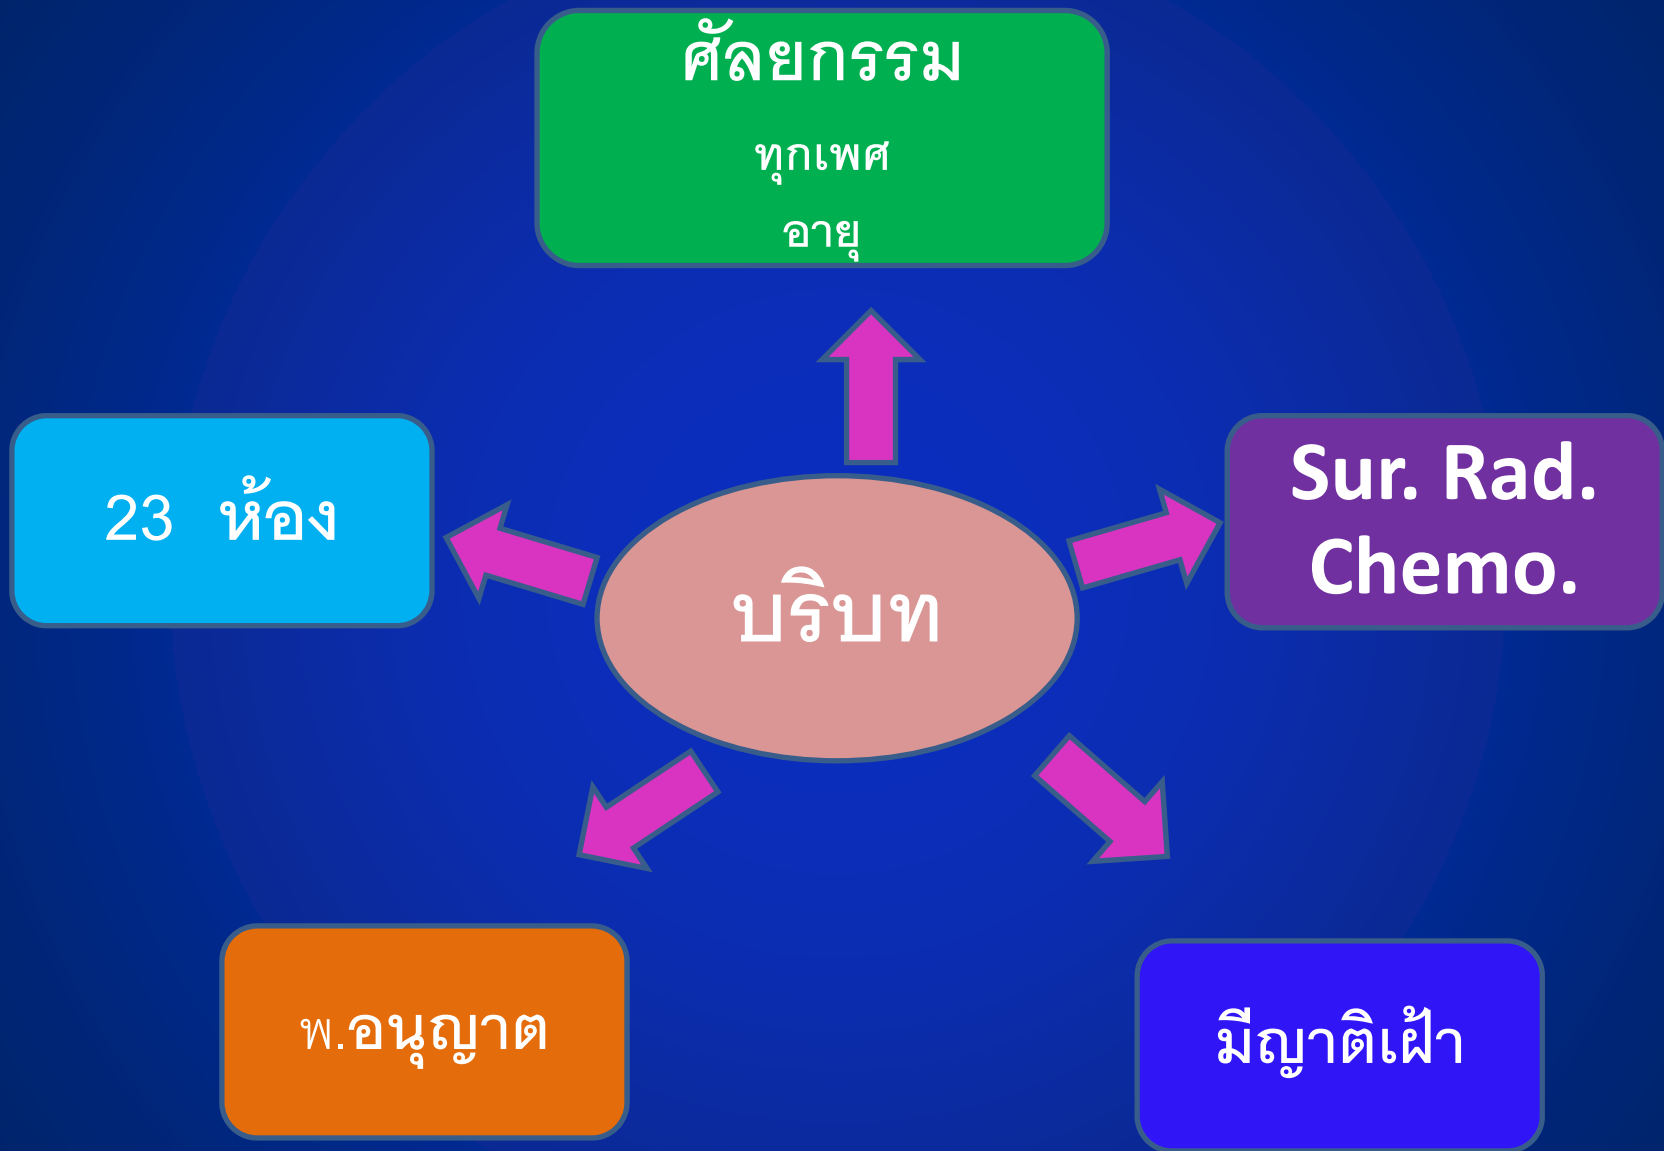 ศัลยกรรม
ทุกเพศ
อายุ
23 ห้อง
Sur. Rad.
Chemo.
บริบท
พ.อนุญาต
มีญาติเฝ้า